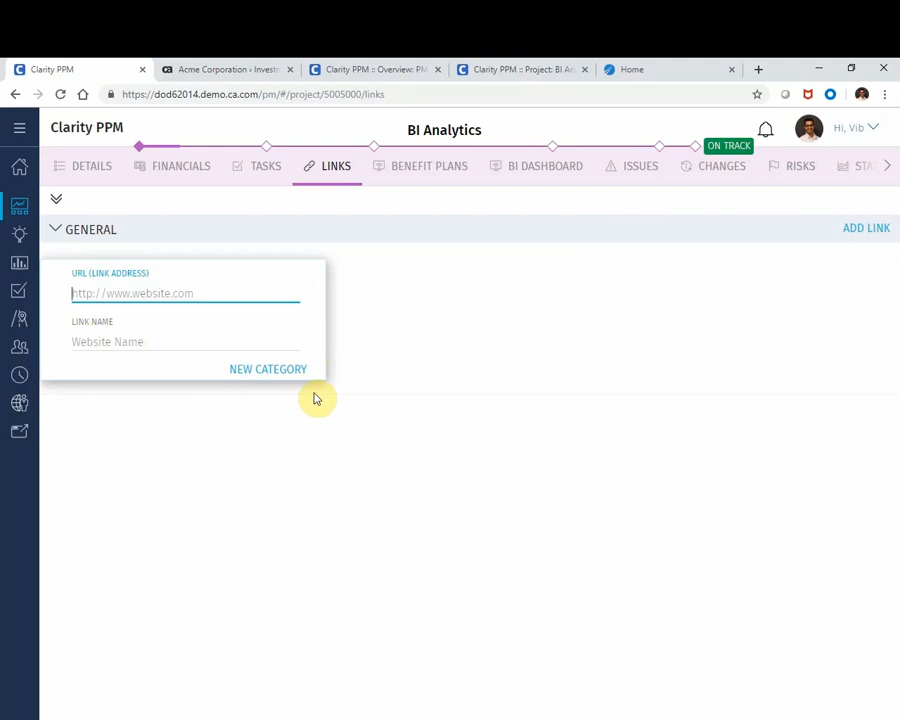 Clarity PPM
Acme Corporation › Investm
Clarity PPM :: Overview: PM
Clarity PPM :: Project: BI An
Home
https://dod62014.demo.ca.com/pm/#/project/5005000/links
Clarity PPM
BI Analytics
ON TRACK
Hi, Vib
DETAILS
FINANCIALS
TASKS
LINKS
BENEFIT PLANS
BI DASHBOARD
ISSUES
CHANGES
RISKS
STA
GENERAL
ADD LINK
URL (LINK ADDRESS)
http://www.website.com
LINK NAME
Website Name
NEW CATEGORY